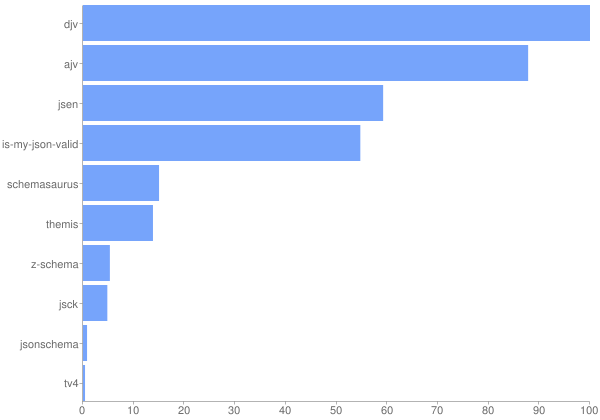 djv
ajv
jsen
is-my-json-valid
schemasaurus
themis
z-schema
jsck
jsonschema
tv4
0 10 20 30 40 50 60 70 80 90 100